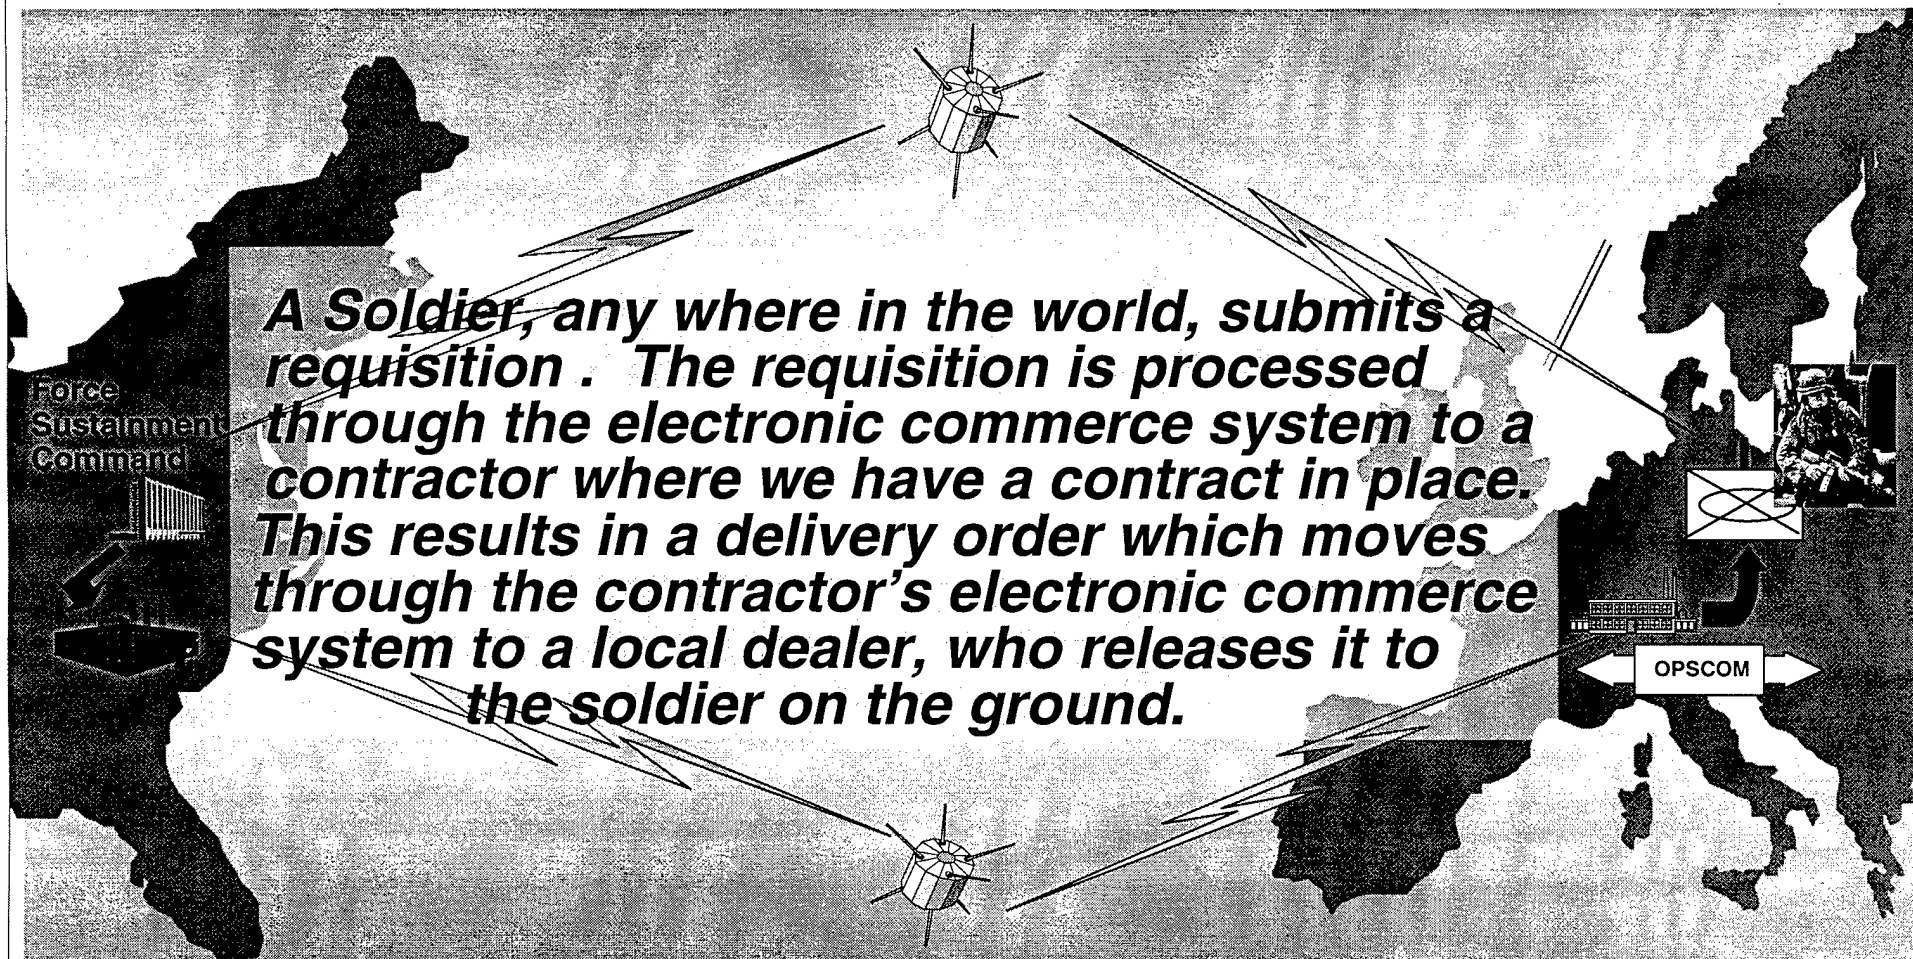 A Soldier, any where in the world, submits a
requisition .  The requisition is processed
through the electronic commerce system to a
contractor where we have a contract in place.
This results in a delivery order which moves
through the contractor's electronic commerce
system to a local dealer, who releases it to
the soldier on the ground.
Force
Sustainment
Command
OPSCOM